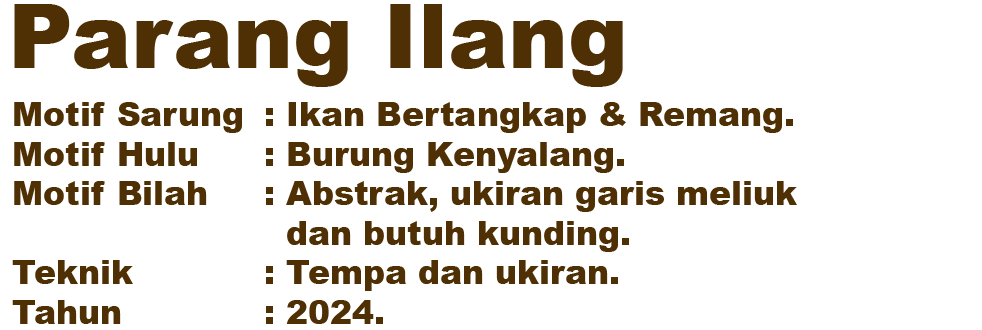 Parang Ilang
Motif Sarung : Ikan Bertangkap & Remang.
Motif Hulu : Burung Kenyalang.
Motif Bilah : Abstrak, ukiran garis meliuk
dan butuh kunding.
Teknik : Tempa dan ukiran.
Tahun : 2024.